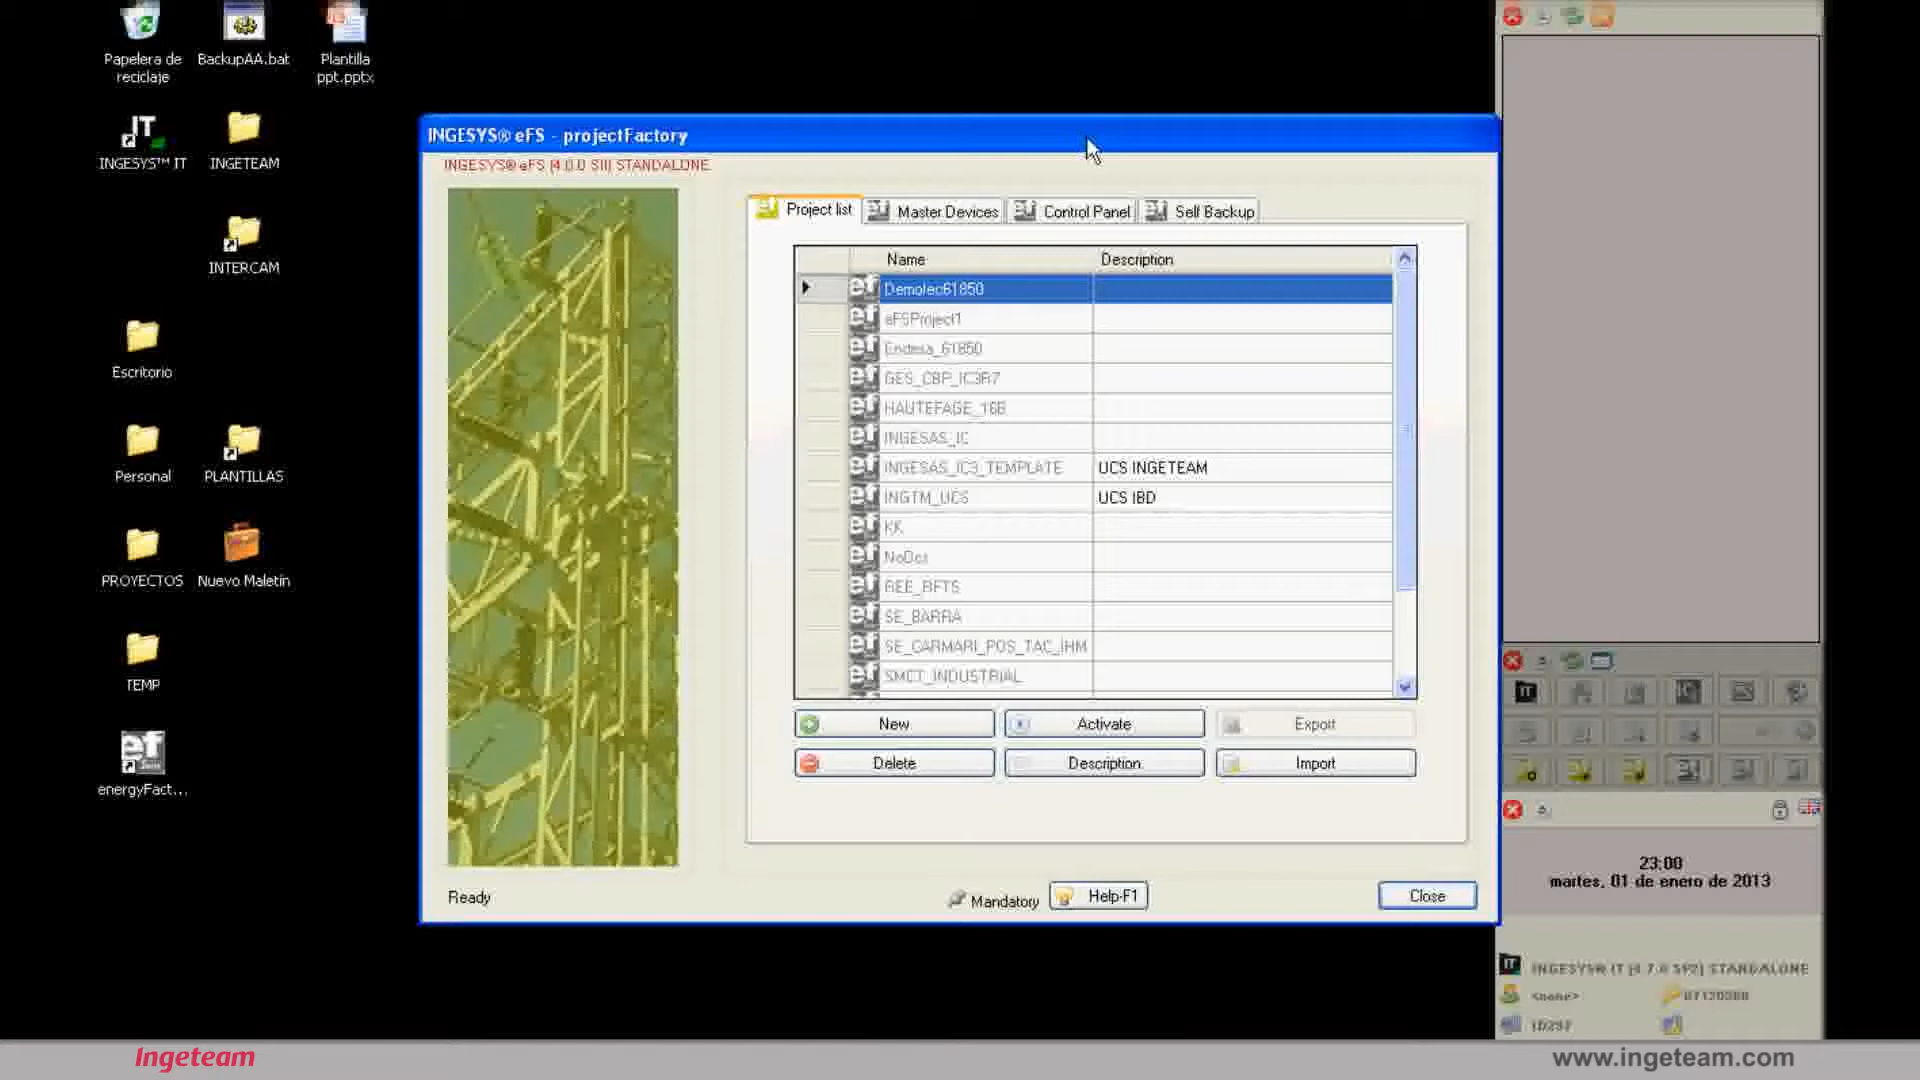 Papelera de
reciclaje
BackupAA.bat
Plantilla
ppt.pptx
INGESYS™ IT
INGETEAM
INTERCAM
Escritorio
Personal
PLANTILLAS
PROYECTOS
Nuevo Maletín
TEMP
energyFact...
INGESYS® eFS - projectFactory
INGESYS® eFS [4.0.0 SII] STANDALONE
Project list
Master Devices
Control Panel
Self Backup
Name
Description
DemoIec61850
eFSProject1
Endesa_61850
GES_CBP_IC3R7
HAUTEFAGE_16B
INGESAS_IC
INGESAS_IC3_TEMPLATE
UCS INGETEAM
INGTM_UCS
UCS IBD
KK
NoDos
SE_BARRA
SE_CARMARI_POS_TAC_IHM
SMCT_INDUSTRIAL
New
Activate
Export
Delete
Description
Import
Ready
Mandatory
Help-F1
Close
23:00
martes, 01 de enero de 2013
STANDALONE
<none>
Ingeteam
www.ingeteam.com